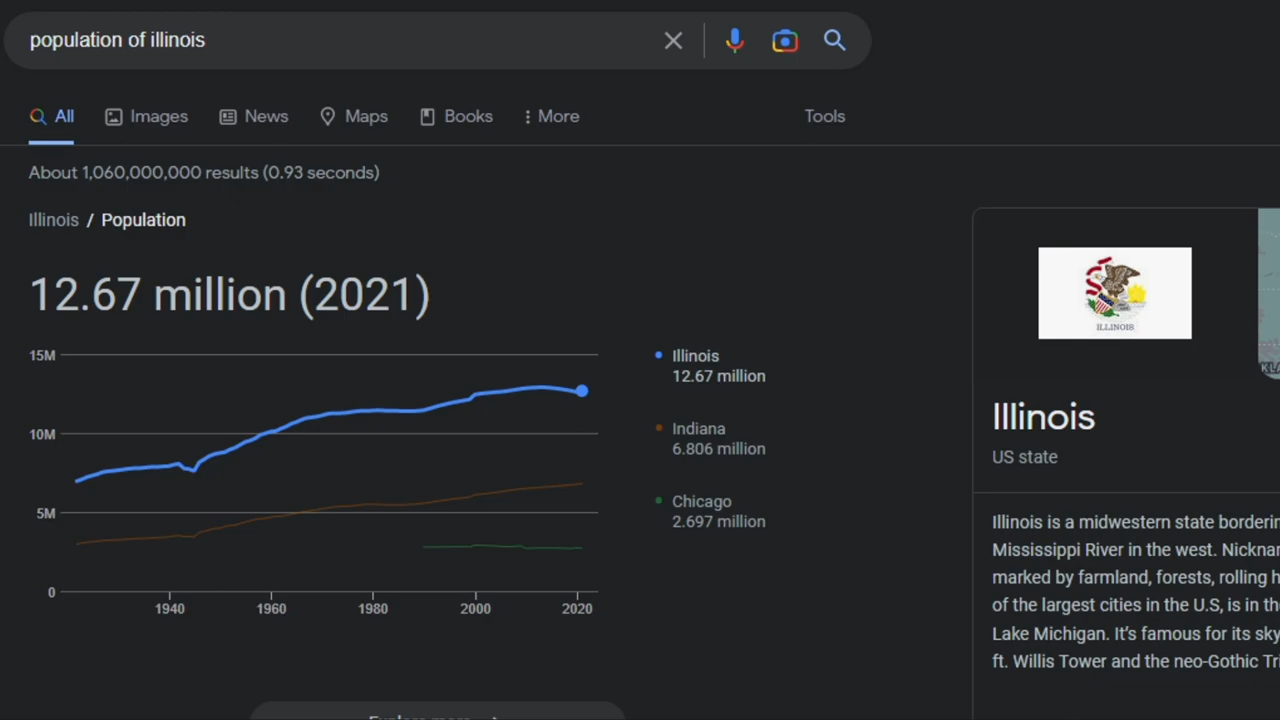 population of illinois
All Images News Maps Books More Tools
About 1,060,000,000 results (0.93 seconds)
Illinois / Population
12.67 million (2021)
15M
10M
5M
0
1940 1960 1980 2000 2020
Illinois
12.67 million
Indiana
6.806 million
Chicago
2.697 million
ILLINOIS
Illinois
US state
Illinois is a midwestern state borderin
Mississippi River in the west. Nicknar
marked by farmland, forests, rolling h
of the largest cities in the U.S, is in th
Lake Michigan. It's famous for its sky
ft. Willis Tower and the neo-Gothic Tri